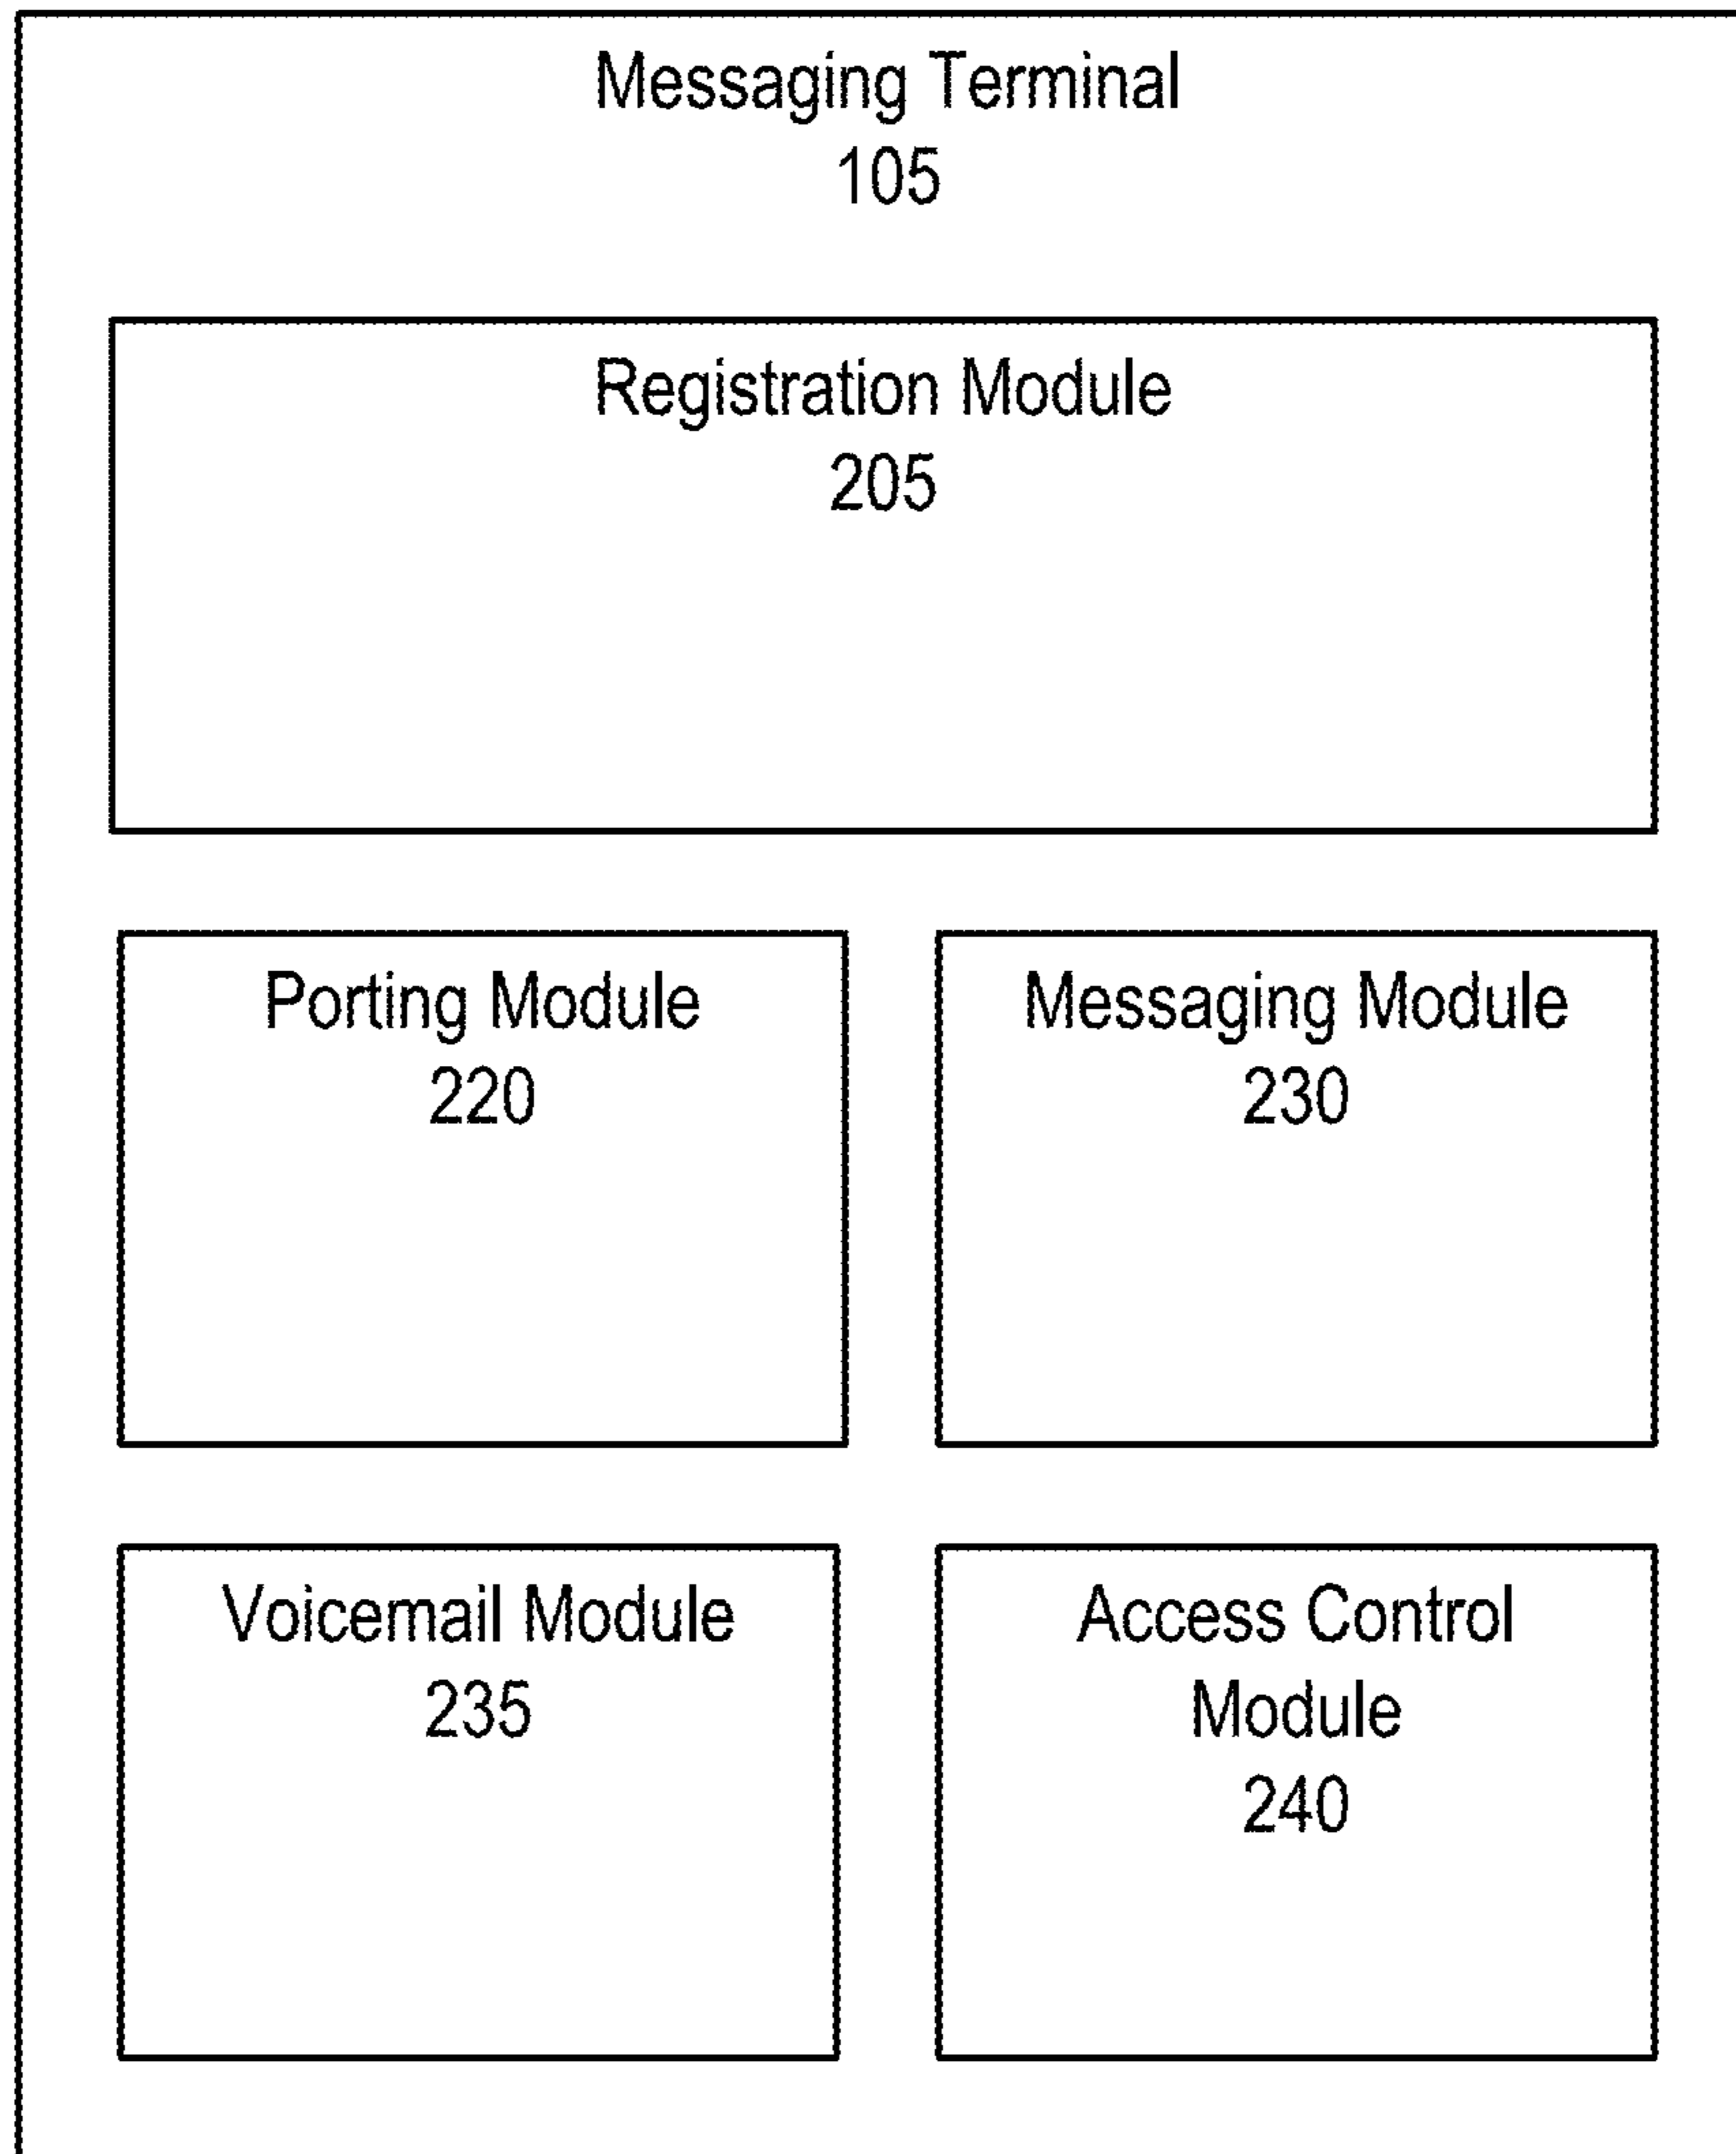 Messaging Terminal
105
Registration Module
205
Porting Module
220
Messaging Module
230
Voicemail Module
235
Access Control
Module
240